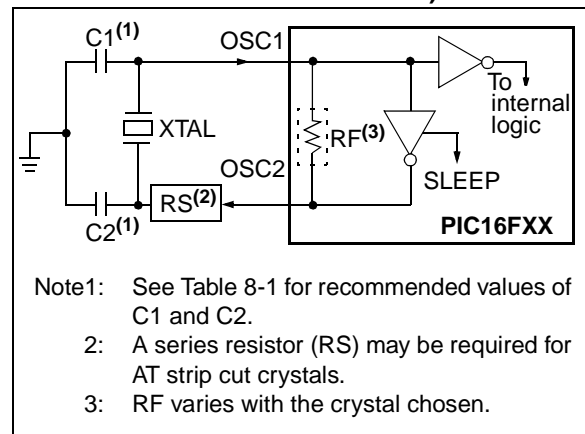 C1(1)
OSC1
To
internal
logic
XTAL
RF(3)
OSC2
SLEEP
RS(2)
C2(1)
PIC16FXX
Note1: See Table 8-1 for recommended values of
C1 and C2.
2: A series resistor (RS) may be required for
AT strip cut crystals.
3: RF varies with the crystal chosen.